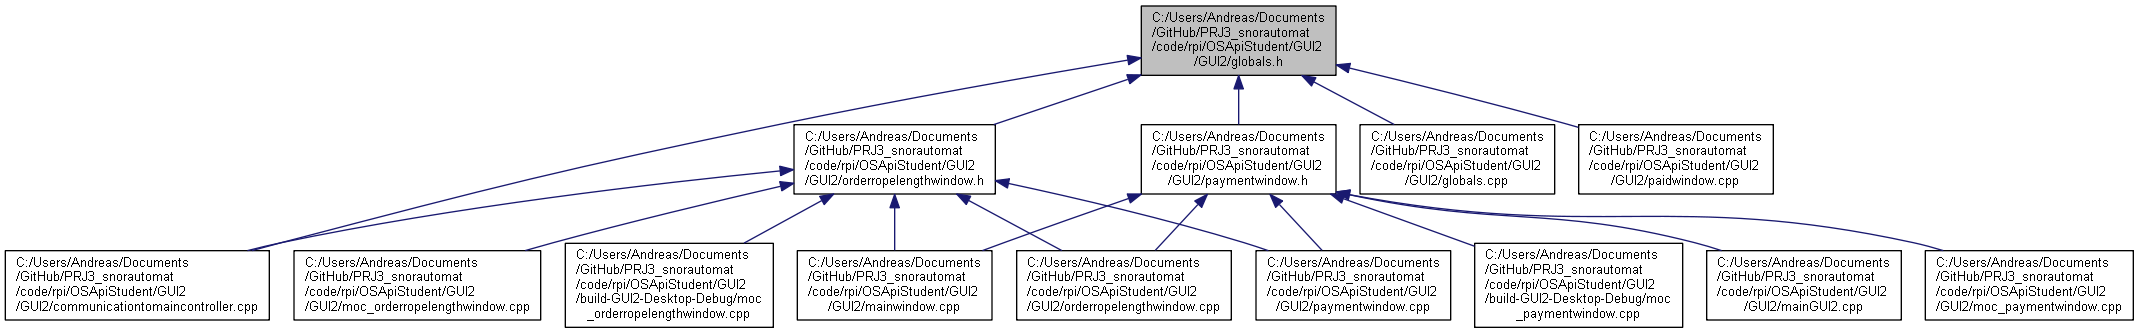 C:/Users/Andreas/Documents
/GitHub/PRJ3_snorautomat
/code/rpi/OSApiStudent/GUI2
/GUI2/globals.h
C:/Users/Andreas/Documents
/GitHub/PRJ3_snorautomat
/code/rpi/OSApiStudent/GUI2
/GUI2/orderropelengthwindow.h
C:/Users/Andreas/Documents
/GitHub/PRJ3_snorautomat
/code/rpi/OSApiStudent/GUI2
/GUI2/paymentwindow.h
C:/Users/Andreas/Documents
/GitHub/PRJ3_snorautomat
/code/rpi/OSApiStudent/GUI2
/GUI2/globals.cpp
C:/Users/Andreas/Documents
/GitHub/PRJ3_snorautomat
/code/rpi/OSApiStudent/GUI2
/GUI2/paidwindow.cpp
C:/Users/Andreas/Documents
/GitHub/PRJ3_snorautomat
/code/rpi/OSApiStudent/GUI2
/GUI2/communicationtomaincontroller.cpp
C:/Users/Andreas/Documents
/GitHub/PRJ3_snorautomat
/code/rpi/OSApiStudent/GUI2
/GUI2/moc_orderropelengthwindow.cpp
C:/Users/Andreas/Documents
/GitHub/PRJ3_snorautomat
/code/rpi/OSApiStudent/GUI2
/build-GUI2-Desktop-Debug/moc
_orderropelengthwindow.cpp
C:/Users/Andreas/Documents
/GitHub/PRJ3_snorautomat
/code/rpi/OSApiStudent/GUI2
/GUI2/mainwindow.cpp
C:/Users/Andreas/Documents
/GitHub/PRJ3_snorautomat
/code/rpi/OSApiStudent/GUI2
/GUI2/orderropelengthwindow.cpp
C:/Users/Andreas/Documents
/GitHub/PRJ3_snorautomat
/code/rpi/OSApiStudent/GUI2
/GUI2/paymentwindow.cpp
C:/Users/Andreas/Documents
/GitHub/PRJ3_snorautomat
/code/rpi/OSApiStudent/GUI2
/build-GUI2-Desktop-Debug/moc
_paymentwindow.cpp
C:/Users/Andreas/Documents
/GitHub/PRJ3_snorautomat
/code/rpi/OSApiStudent/GUI2
/GUI2/mainGUI2.cpp
C:/Users/Andreas/Documents
/GitHub/PRJ3_snorautomat
/code/rpi/OSApiStudent/GUI2
/GUI2/moc_paymentwindow.cpp